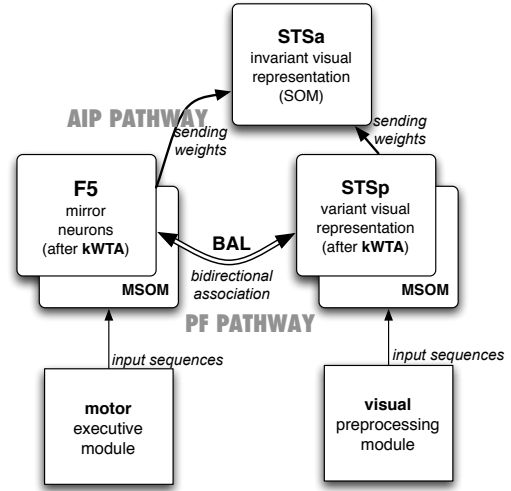 STSa
invariant visual
representation
(SOM)
AIP PATHWAY
sending
weights
sending
weights
F5
mirror
neurons
(after kWTA)
MSOM
BAL
bidirectional
association
STSp
variant visual
representation
(after kWTA)
MSOM
PF PATHWAY
input sequences
input sequences
motor
executive
module
visual
preprocessing
module